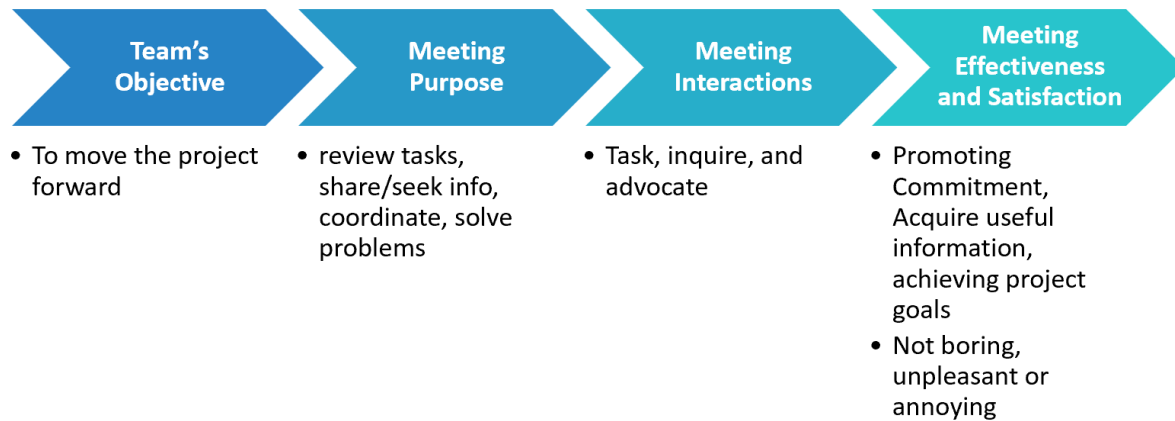 Team’s
Objective
• To move the project
forward
Meeting
Purpose
• review tasks,
share/seek info,
coordinate, solve
problems
Meeting
Interactions
• Task, inquire, and
advocate
Meeting
Effectiveness
and Satisfaction
• Promoting
Commitment,
Acquire useful
information,
achieving project
goals
• Not boring,
unpleasant or
annoying